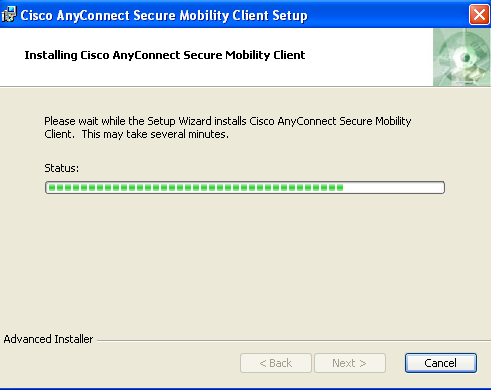 Cisco AnyConnect Secure Mobility Client Setup
Installing Cisco AnyConnect Secure Mobility Client
Please wait while the Setup Wizard installs Cisco AnyConnect Secure Mobility
Client. This may take several minutes.
Status:
Advanced Installer
< Back
Next >
Cancel